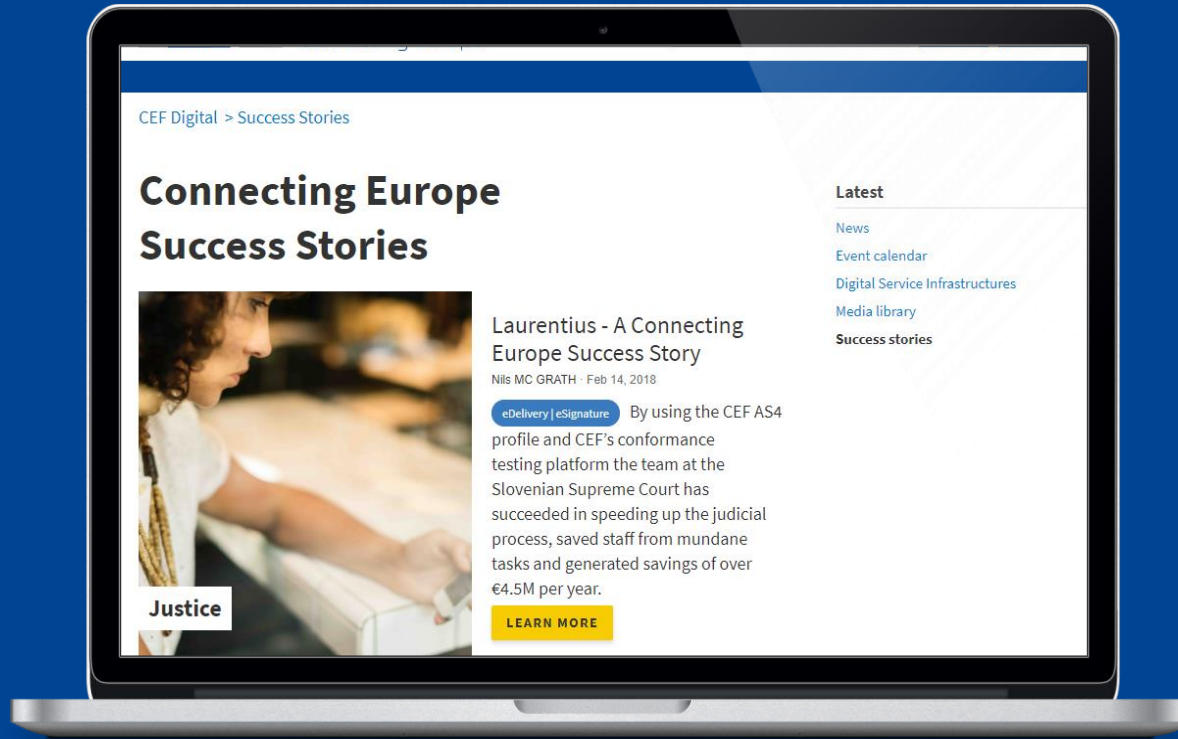 CEF Digital > Success Stories
Connecting Europe
Success Stories
Justice
Laurentius - A Connecting
Europe Success Story
Nils MC GRATH · Feb 14, 2018
eDelivery | eSignature By using the CEF AS4
profile and CEF's conformance
testing platform the team at the
Slovenian Supreme Court has
succeeded in speeding up the judicial
process, saved staff from mundane
tasks and generated savings of over
€4.5M per year.
LEARN MORE
Latest
News
Event calendar
Digital Service Infrastructures
Media library
Success stories